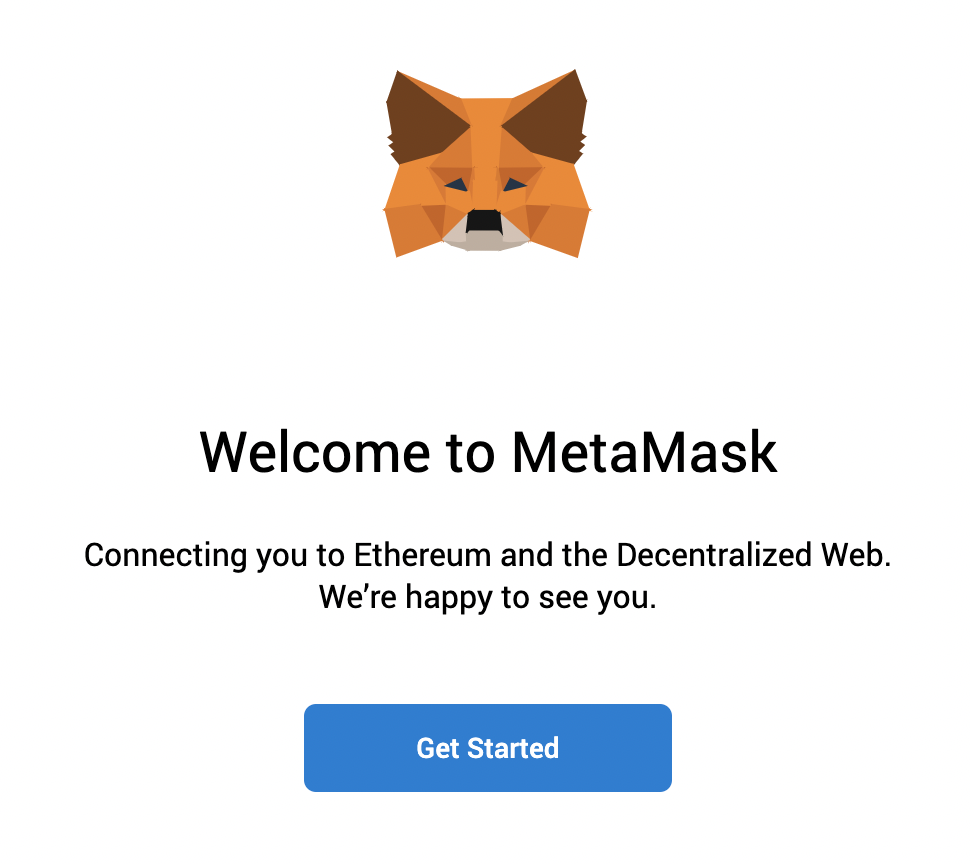 Welcome to MetaMask
Connecting you to Ethereum and the Decentralized Web.
We’re happy to see you.
Get Started